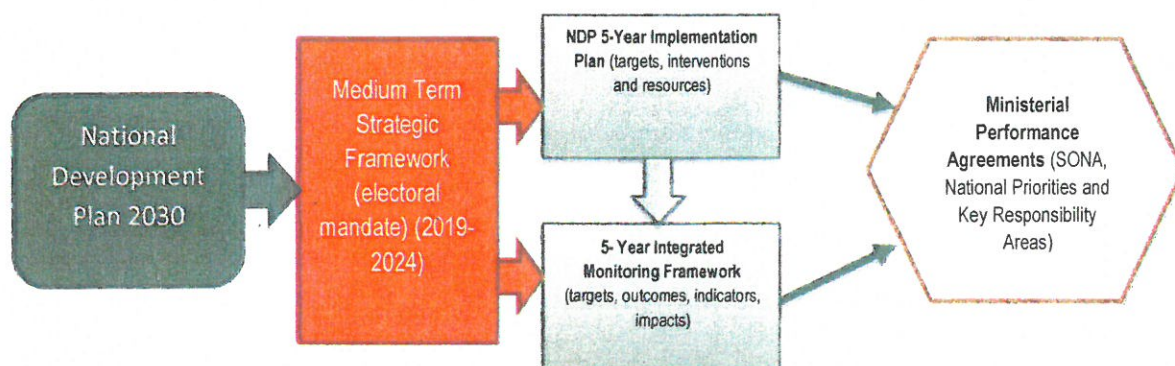 National
Development
Plan 2030
Medium Term
Strategic
Framework
(electoral
mandate) (2019-
2024)
NDP 5-Year Implementation
Plan (targets, interventions
and resources)
5- Year Integrated
Monitoring Framework
(targets, outcomes, indicators,
impacts)
Ministerial
Performance
Agreements (SONA,
National Priorities and
Key Responsibility
Areas)